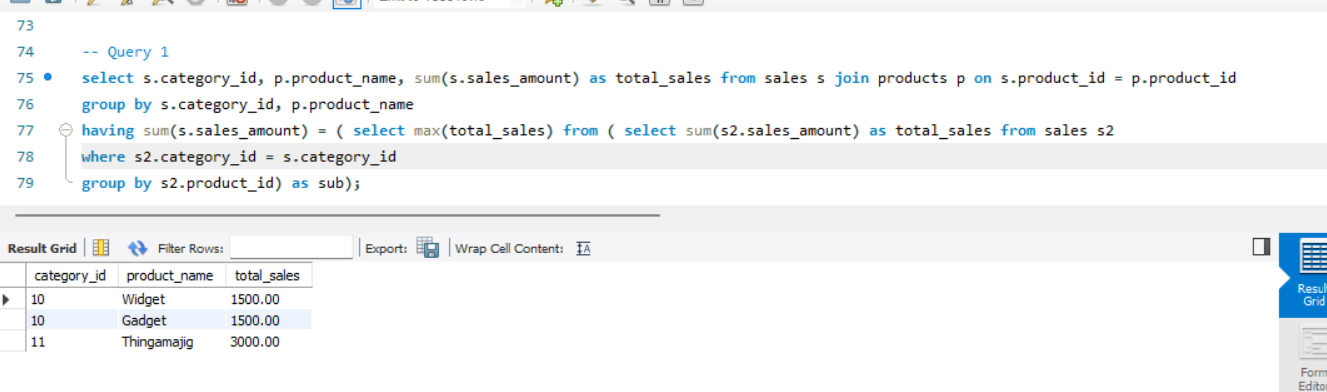 73
74 -- Query 1
75 select s.category_id, p.product_name, sum(s.sales_amount) as total_sales from sales s join products p on s.product_id = p.product_id
76 group by s.category_id, p.product_name
77 having sum(s.sales_amount) = ( select max(total_sales) from ( select sum(s2.sales_amount) as total_sales from sales s2
78 where s2.category_id = s.category_id
79 group by s2.product_id) as sub);
Result Grid Filter Rows: Export: Wrap Cell Content: IA
category_id product_name total_sales
10 Widget 1500.00
10 Gadget 1500.00
11 Thingamajig 3000.00
Result
Grid
Form
Edito